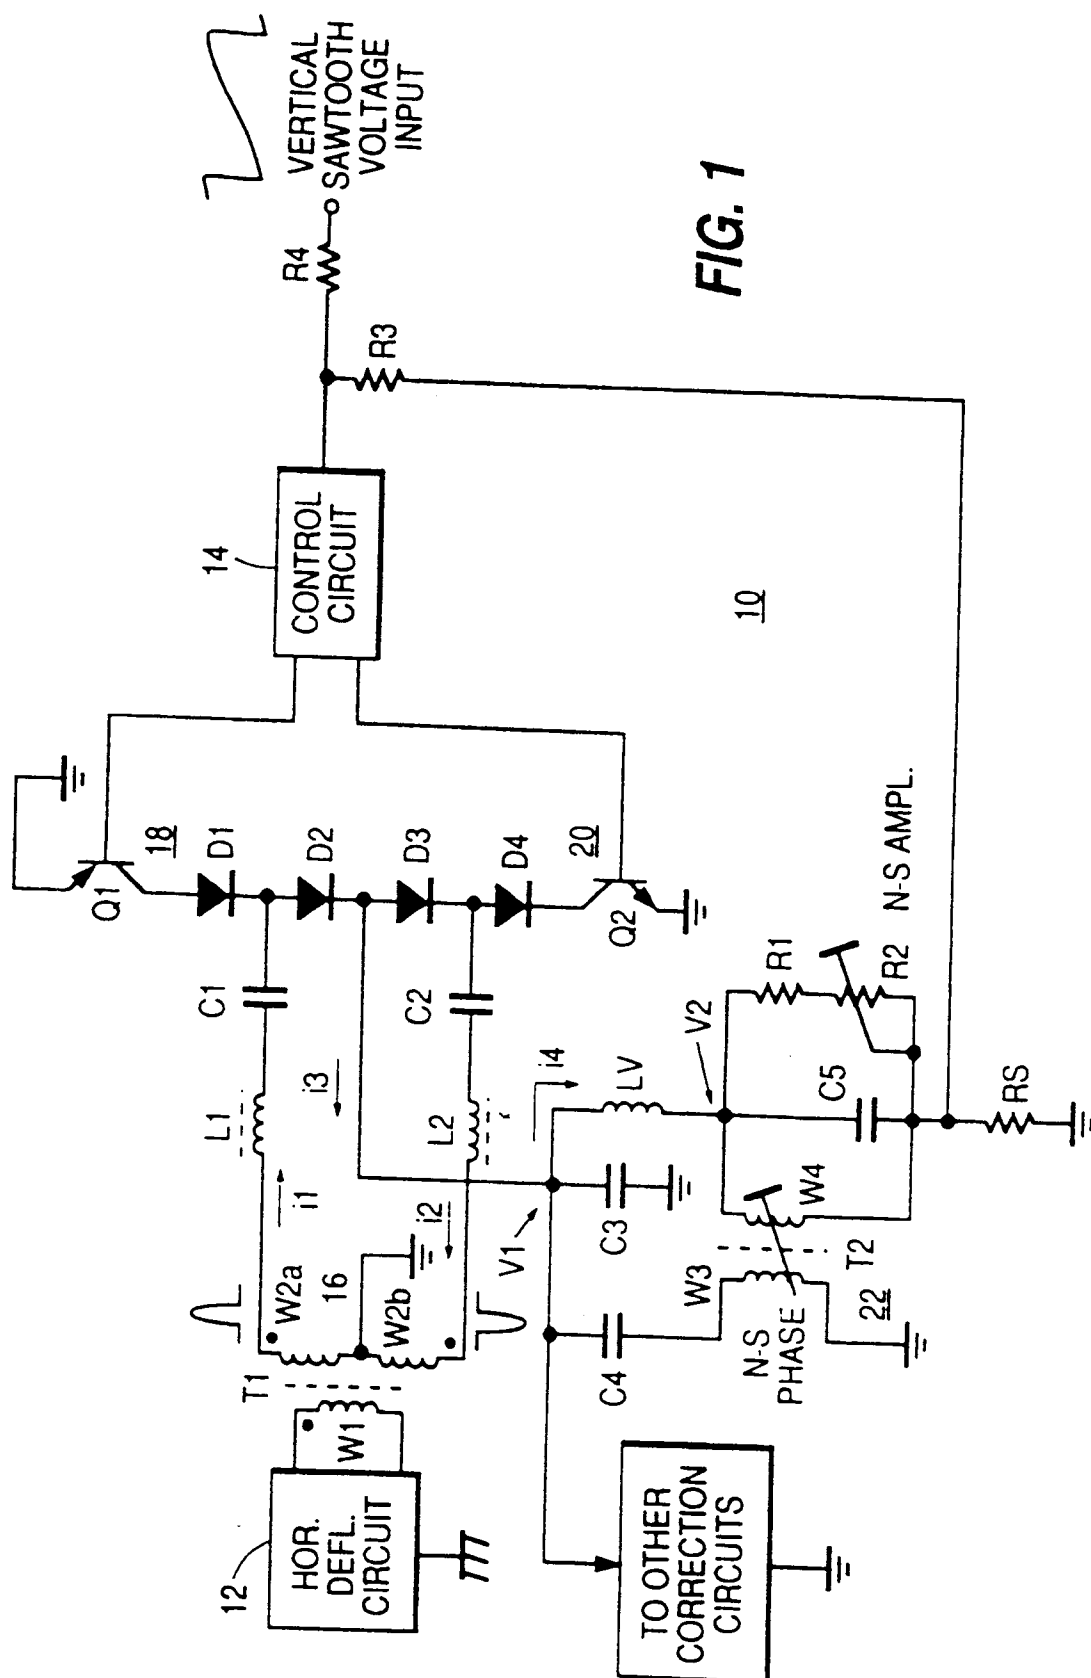 VERTICAL
SAWTOOTH
VOLTAGE
INPUT
R4
R3
FIG. 1
14
CONTROL
CIRCUIT
10
Q1
18
D1
D2
D3
D4
20
Q2
C1
C2
L1
L2
i1
i2
i3
i4
LV
V1
V2
R1
R2
N-S AMPL.
C5
RS
C3
C4
W3
W4
T2
22
N-S
PHASE
T1
W1
W2a
16
W2b
12
HOR.
DEFL.
CIRCUIT
TO OTHER
CORRECTION
CIRCUITS